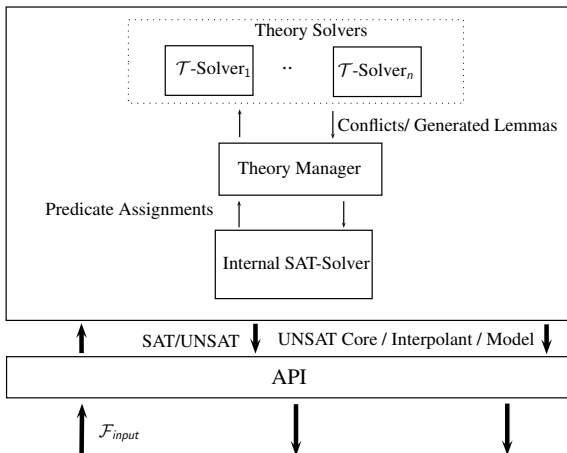 Theory Solvers
𝒯-Solver₁ .. 𝒯-Solverₙ
Conflicts/ Generated Lemmas
Theory Manager
Predicate Assignments
Internal SAT-Solver
SAT/UNSAT UNSAT Core / Interpolant / Model
API
ℱinput